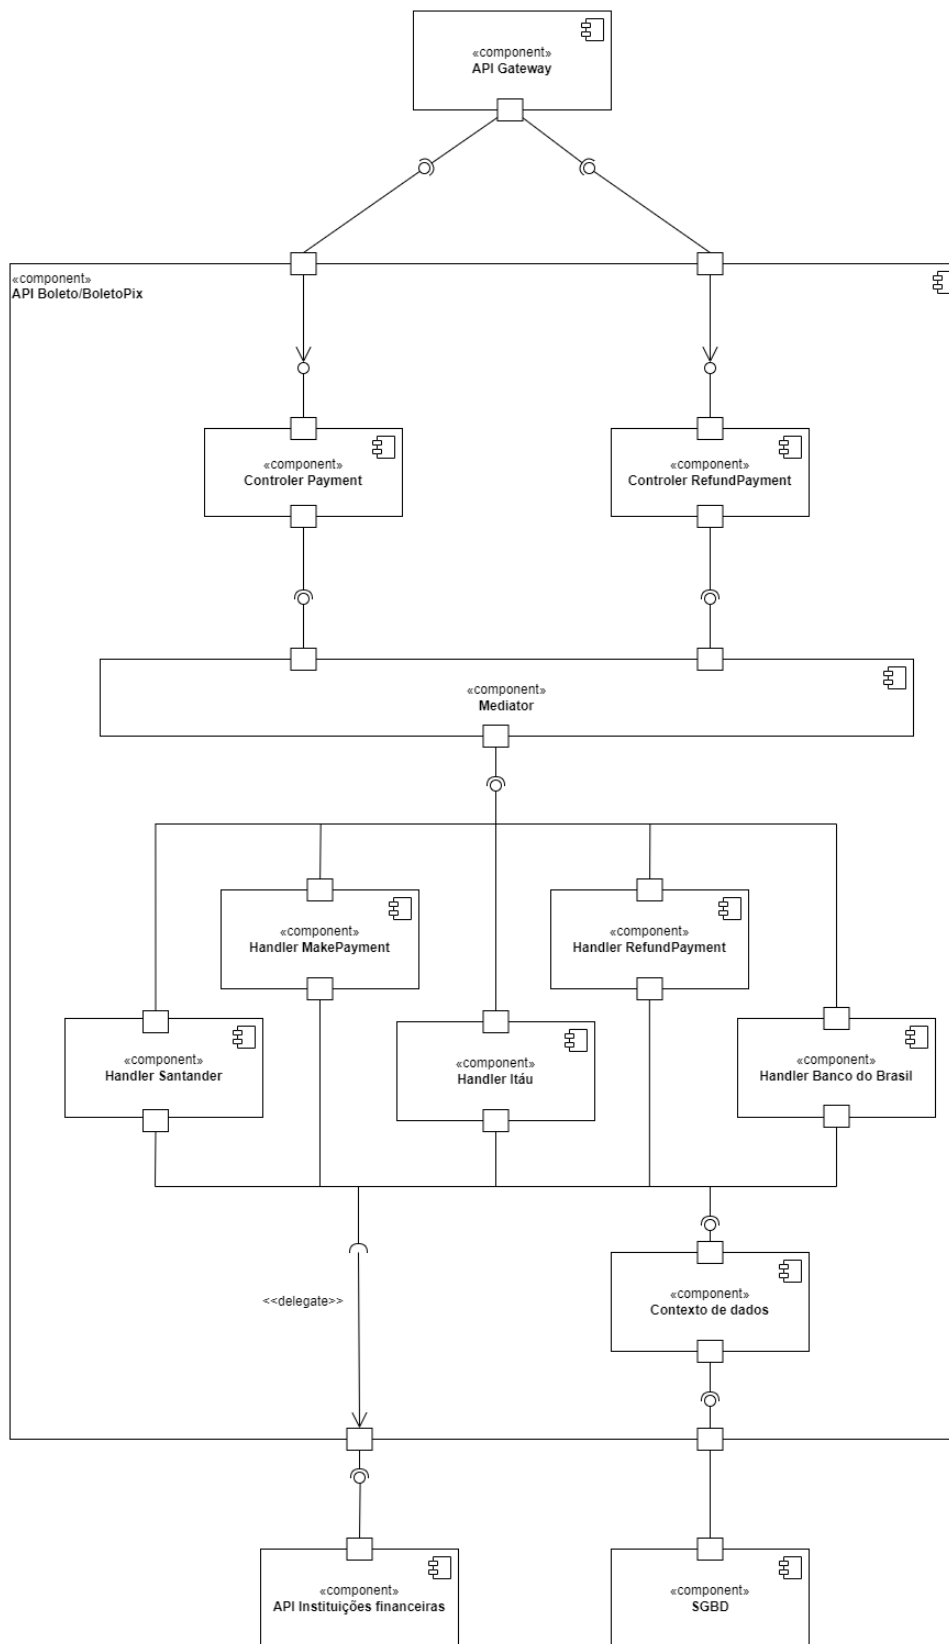 «component»
API Gateway
«component»
API Boleto/BoletoPix
«component»
Controler Payment
«component»
Controler RefundPayment
«component»
Mediator
«component»
Handler MakePayment
«component»
Handler RefundPayment
«component»
Handler Santander
«component»
Handler Itáu
«component»
Handler Banco do Brasil
«component»
Contexto de dados
<<delegate>>
«component»
API Instituições financeiras
«component»
SGBD